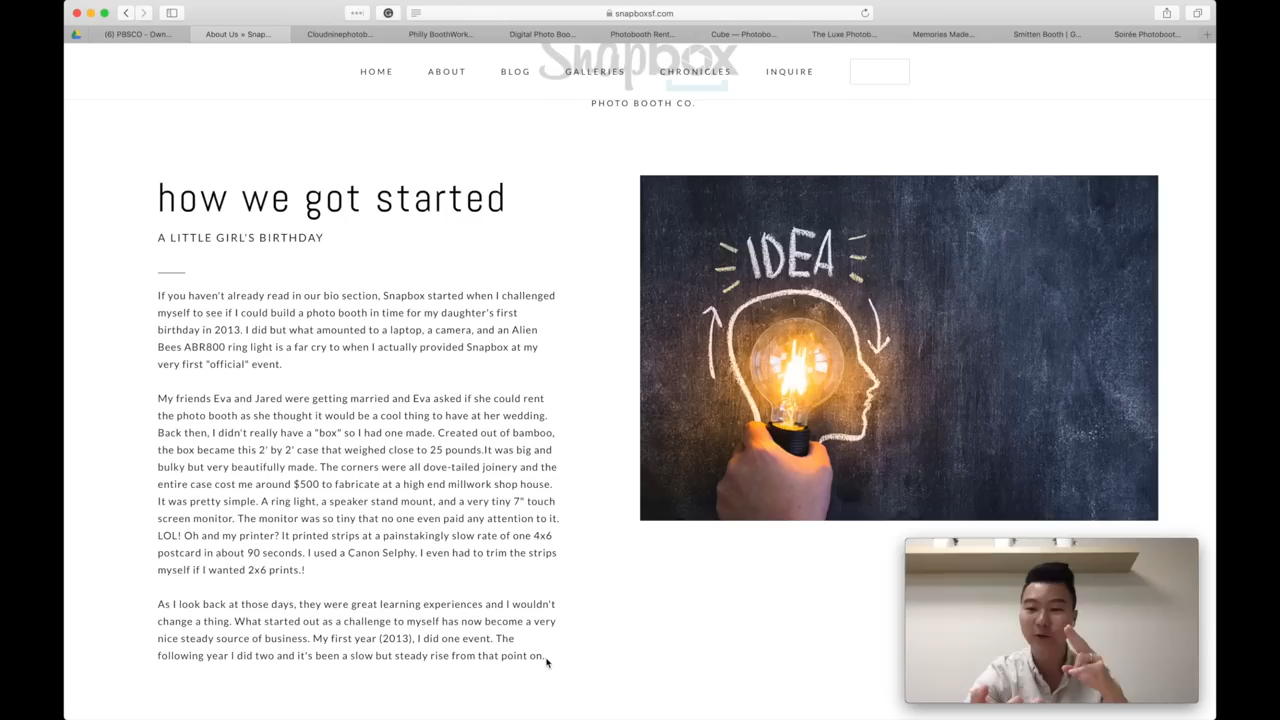 snapboxsf.com
(6) PBSCO - Own...
About Us » Snap...
Cloudninephotob...
Philly BoothWork...
Digital Photo Boo...
Photobooth Rent...
Cube — Photobo...
The Luxe Photob...
Memories Made...
Smitten Booth | G...
Soirée Photoboot...
Snapbox
HOME
ABOUT
BLOG
GALLERIES
CHRONICLES
INQUIRE
PHOTO BOOTH CO.
how we got started
A LITTLE GIRL'S BIRTHDAY
If you haven't already read in our bio section, Snapbox started when I challenged
myself to see if I could build a photo booth in time for my daughter's first
birthday in 2013. I did but what amounted to a laptop, a camera, and an Alien
Bees ABR800 ring light is a far cry to when I actually provided Snapbox at my
very first "official" event.
My friends Eva and Jared were getting married and Eva asked if she could rent
the photo booth as she thought it would be a cool thing to have at her wedding.
Back then, I didn't really have a "box" so I had one made. Created out of bamboo,
the box became this 2' by 2' case that weighed close to 25 pounds.It was big and
bulky but very beautifully made. The corners were all dove-tailed joinery and the
entire case cost me around $500 to fabricate at a high end millwork shop house.
It was pretty simple. A ring light, a speaker stand mount, and a very tiny 7" touch
screen monitor. The monitor was so tiny that no one even paid any attention to it.
LOL! Oh and my printer? It printed strips at a painstakingly slow rate of one 4x6
postcard in about 90 seconds. I used a Canon Selphy. I even had to trim the strips
myself if I wanted 2x6 prints.!
As I look back at those days, they were great learning experiences and I wouldn't
change a thing. What started out as a challenge to myself has now become a very
nice steady source of business. My first year (2013), I did one event. The
following year I did two and it's been a slow but steady rise from that point on.
IDEA